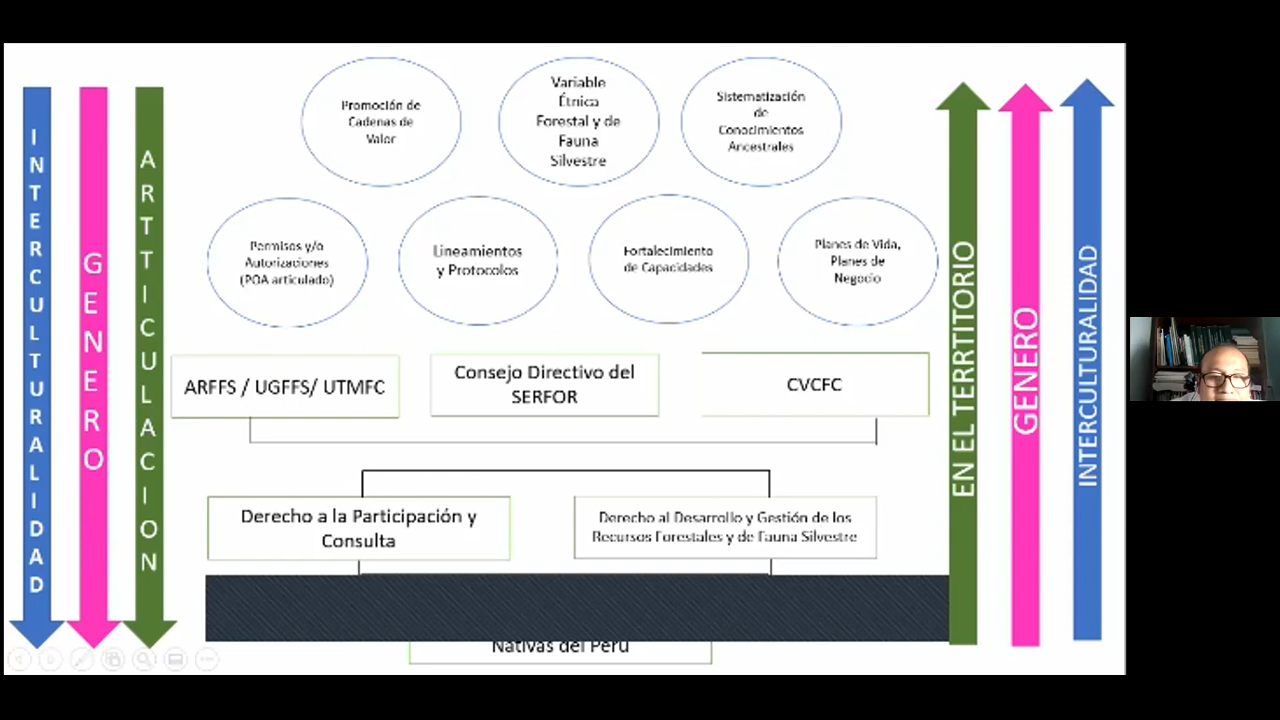 INTERCULTURALIDAD
GENERO
ARTTICULACION
Promoción de
Cadenas de
Valor
Variable
Étnica
Forestal y de
Fauna
Silvestre
Sistematización
de
Conocimientos
Ancestrales
Permisos y/o
Autorizaciones
(POA articulado)
Lineamientos
y Protocolos
Fortalecimiento
de Capacidades
Planes de Vida,
Planes de
Negocio
ARFFS / UGFFS/ UTMFC
Consejo Directivo del
SERFOR
CVCFC
Derecho a la Participación y
Consulta
Derecho al Desarrollo y Gestión de los
Recursos Forestales y de Fauna Silvestre
Nativas del Perú
EN EL TERRTITORIO
GENERO
INTERCULTURALIDAD